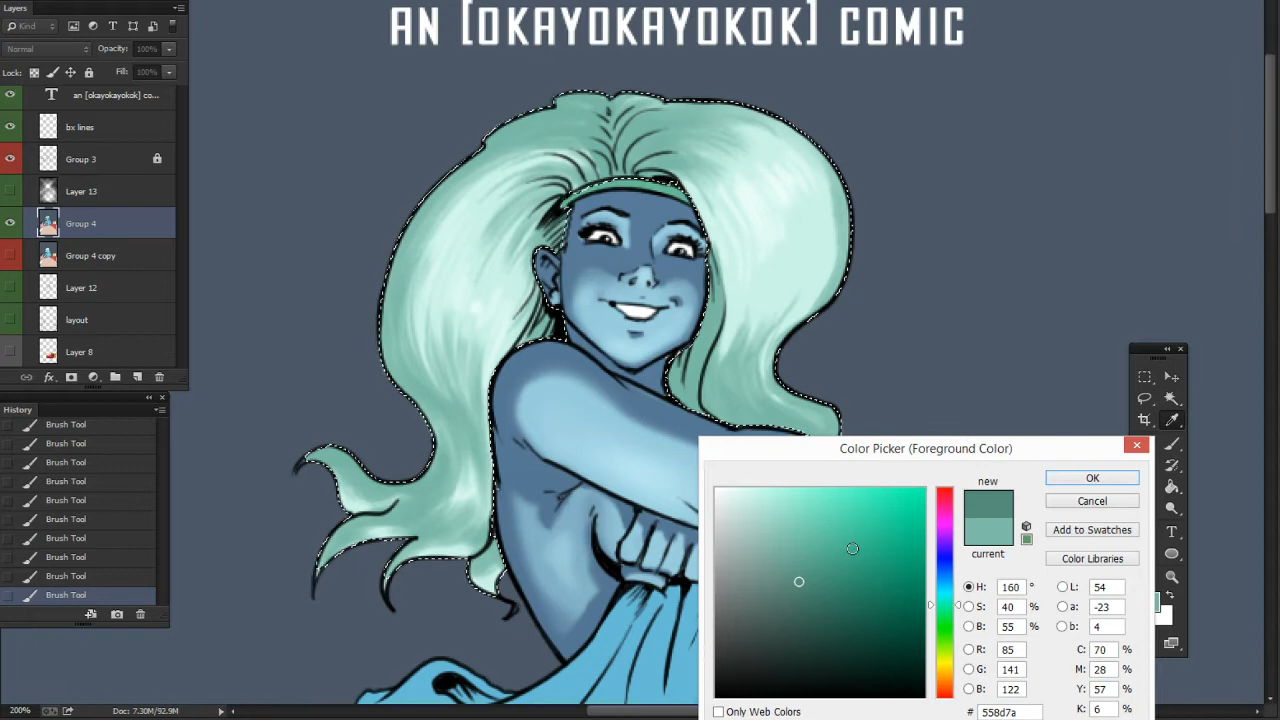 AN [OKAYOKAYOKOK] COMIC
Layers
Kind
Normal Opacity: 100%
Lock: Fill: 100%
an [okayokayokok] co...
bx lines
Group 3
Layer 13
Group 4
Group 4 copy
Layer 12
layout
Layer 8
fx
History
Brush Tool
Brush Tool
Brush Tool
Brush Tool
Brush Tool
Brush Tool
Brush Tool
Brush Tool
Brush Tool
Brush Tool
200% Doc: 7.30M/92.9M
Color Picker (Foreground Color)
new
current
OK
Cancel
Add to Swatches
Color Libraries
H: 160 ° L: 54
S: 40 % a: -23
B: 55 % b: 4
R: 85 C: 70 %
G: 141 M: 28 %
B: 122 Y: 57 %
# 558d7a K: 6 %
Only Web Colors